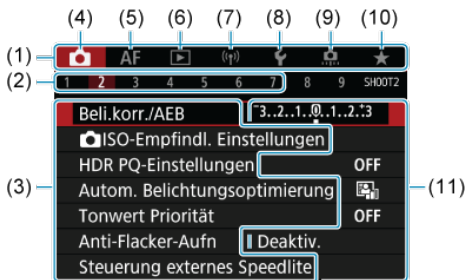 (4) (5) (6) (7) (8) (9) (10)
(1) AF
(2) 1 2 3 4 5 6 7 8 9 SHOOT2
Beli.korr./AEB -3..2..1..0..1..2.+3
ISO-Empfindl. Einstellungen
HDR PQ-Einstellungen OFF
(3) Autom. Belichtungsoptimierung (11)
Tonwert Priorität OFF
Anti-Flacker-Aufn Deaktiv.
Steuerung externes Speedlite